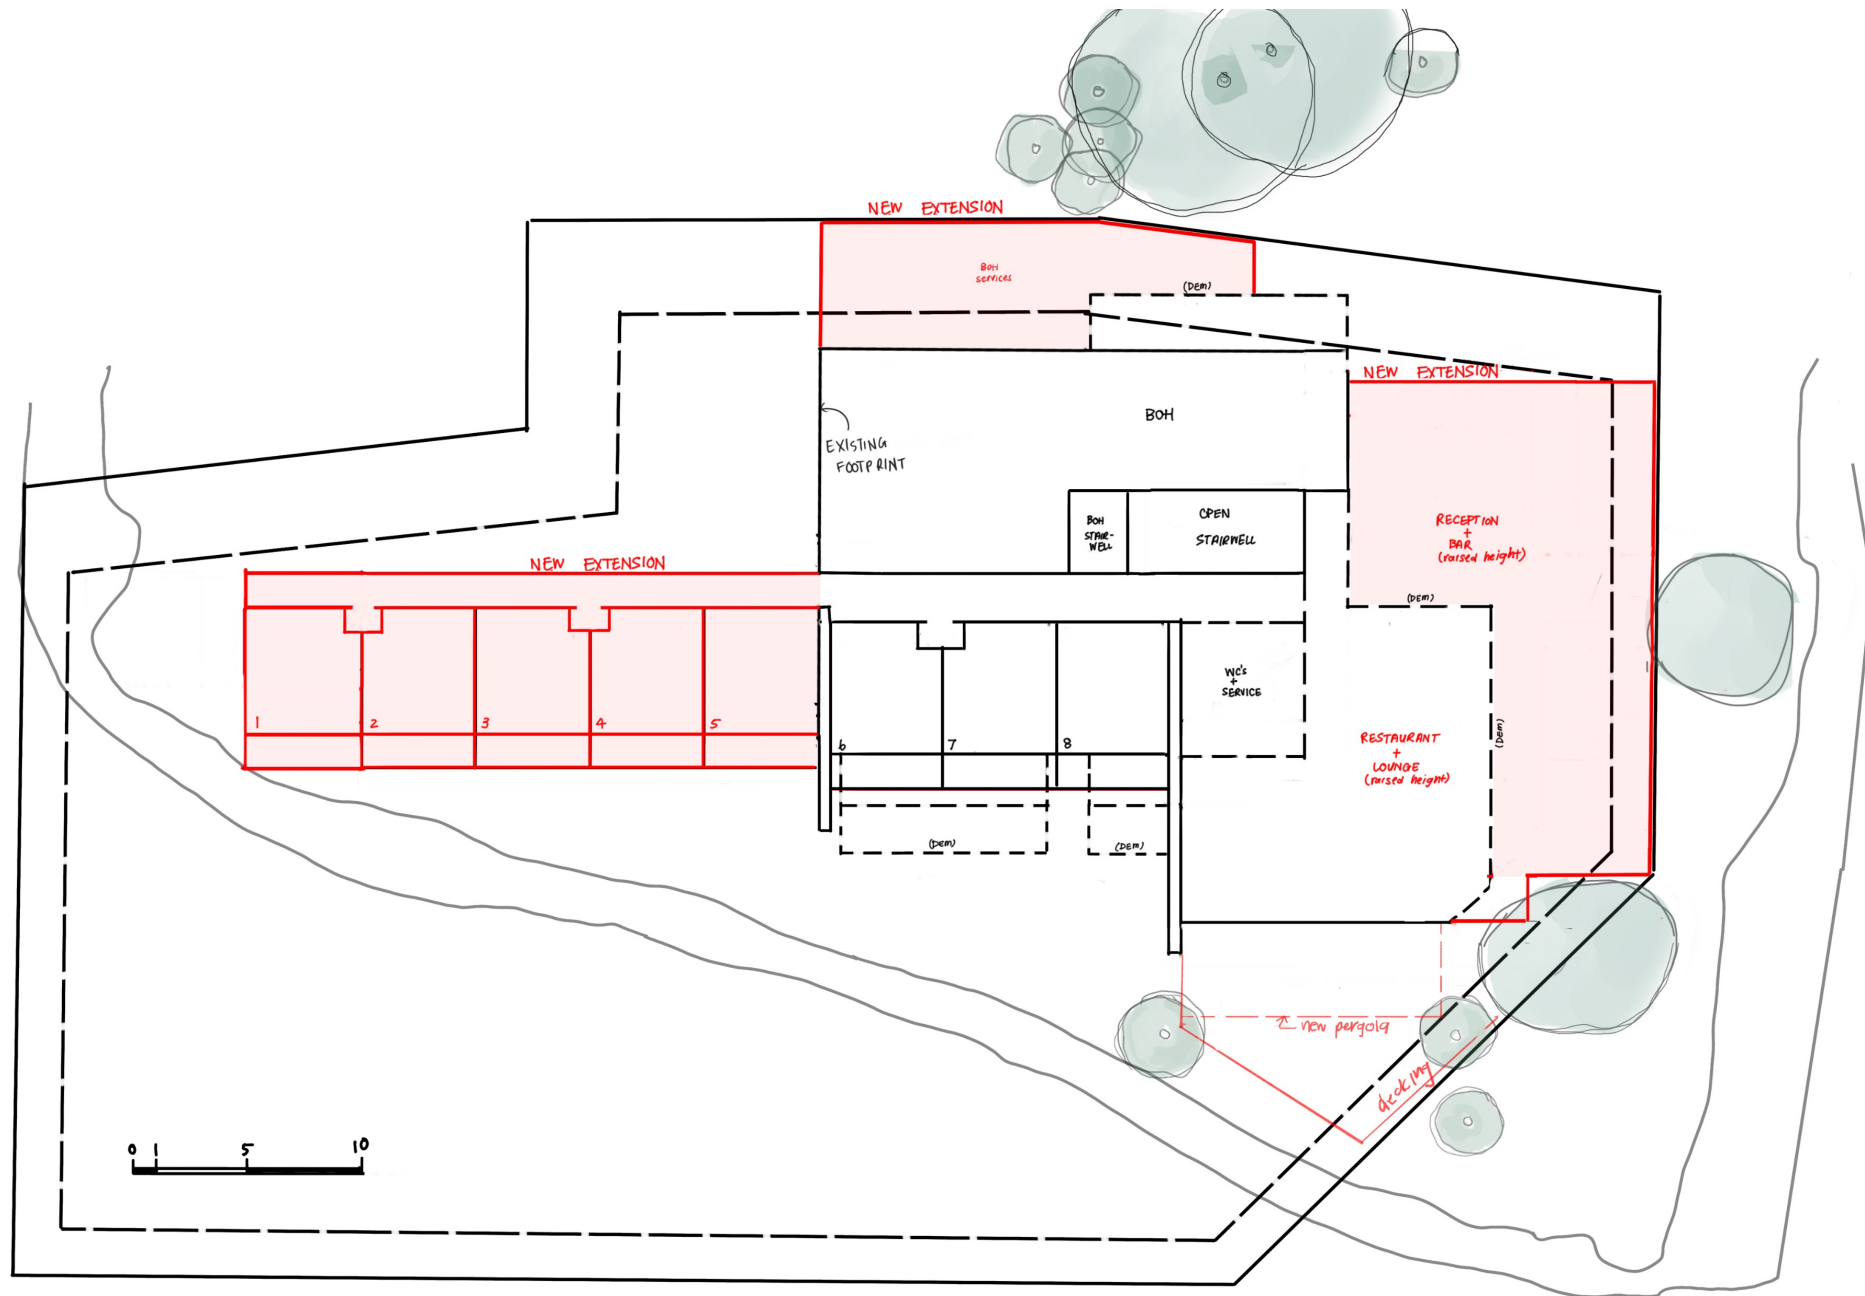 NEW EXTENSION
BOH
services
(DEM)
NEW EXTENSION
BOH
EXISTING
FOOTPRINT
BOH
STAIR-
WELL
OPEN
STAIRWELL
RECEPTION
+
BAR
(raised height)
NEW EXTENSION
(DEM)
WC's
+
SERVICE
1
2
3
4
5
6
7
8
(DEM)
RESTAURANT
+
LOUNGE
(raised height)
(DEM)
(DEM)
new pergola
decking
0 1 5 10